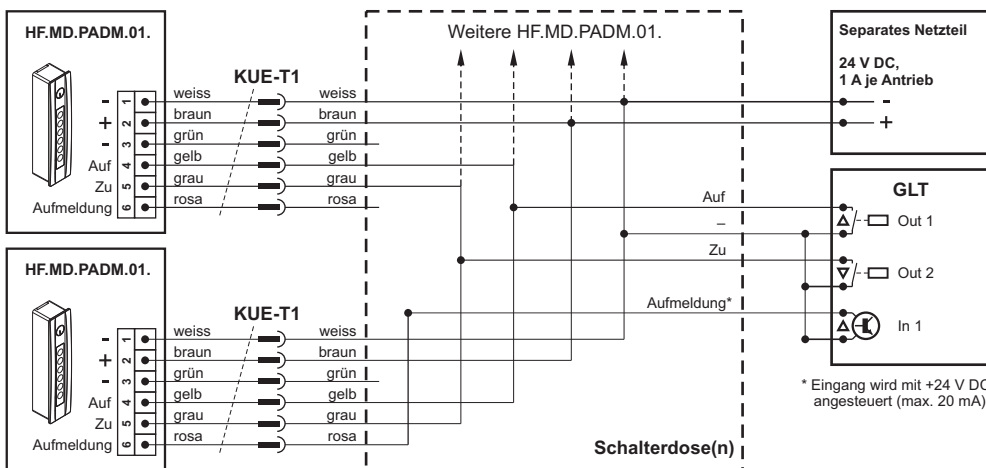 HF.MD.PADM.01.
KUE-T1
- 1 weiss weiss
+ 2 braun braun
- 3 grün grün
Auf 4 gelb gelb
Zu 5 grau grau
Aufmeldung 6 rosa rosa
HF.MD.PADM.01.
KUE-T1
- 1 weiss weiss
+ 2 braun braun
- 3 grün grün
Auf 4 gelb gelb
Zu 5 grau grau
Aufmeldung 6 rosa rosa
Weitere HF.MD.PADM.01.
Auf
–
Zu
Aufmeldung*
Schalterdose(n)
Separates Netzteil
24 V DC,
1 A je Antrieb
-
+
GLT
Out 1
Out 2
In 1
* Eingang wird mit +24 V DC
angesteuert (max. 20 mA)